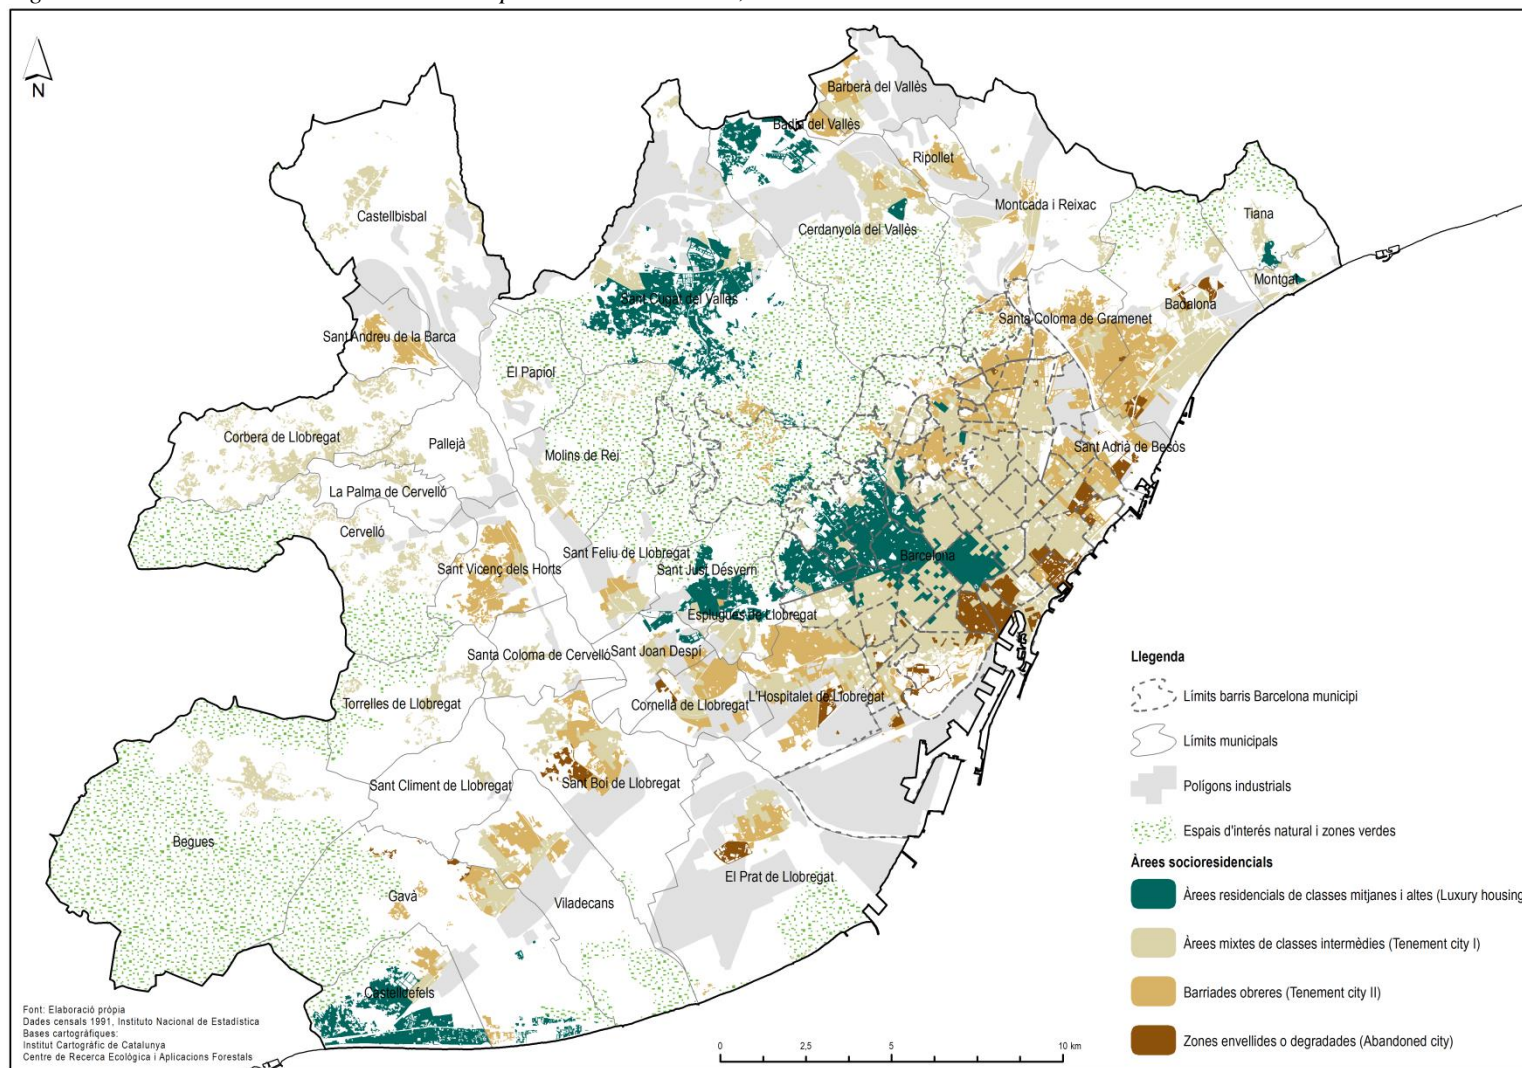 N
Barberà del Vallès
Badia del Vallès
Ripollet
Castellbisbal
Montcada i Reixac
Tiana
Cerdanyola del Vallès
Montgat
Sant Cugat del Vallès
Badalona
Santa Coloma de Gramenet
Sant Andreu de la Barca
El Papiol
Corbera de Llobregat
Pallejà
Sant Adrià de Besòs
Molins de Rei
La Palma de Cervelló
Cervelló
Sant Feliu de Llobregat
Barcelona
Sant Vicenç dels Horts
Sant Just Désvern
Esplugues de Llobregat
Santa Coloma de Cervelló
Sant Joan Despí
L'Hospitalet de Llobregat
Torrelles de Llobregat
Cornellà de Llobregat
Sant Climent de Llobregat
Sant Boi de Llobregat
Begues
El Prat de Llobregat
Gavà
Viladecans
Castelldefels
Llegenda
Límits barris Barcelona municipi
Límits municipals
Polígons industrials
Espais d'interés natural i zones verdes
Àrees socioresidencials
Àrees residencials de classes mitjanes i altes (Luxury housing
Àrees mixtes de classes intermèdies (Tenement city I)
Barriades obreres (Tenement city II)
Zones envellides o degradades (Abandoned city)
Font: Elaboració pròpia
Dades censals 1991, Instituto Nacional de Estadística
Bases cartogràfiques:
Institut Cartogràfic de Catalunya
Centre de Recerca Ecològica i Aplicacions Forestals
0 2,5 5 10 km